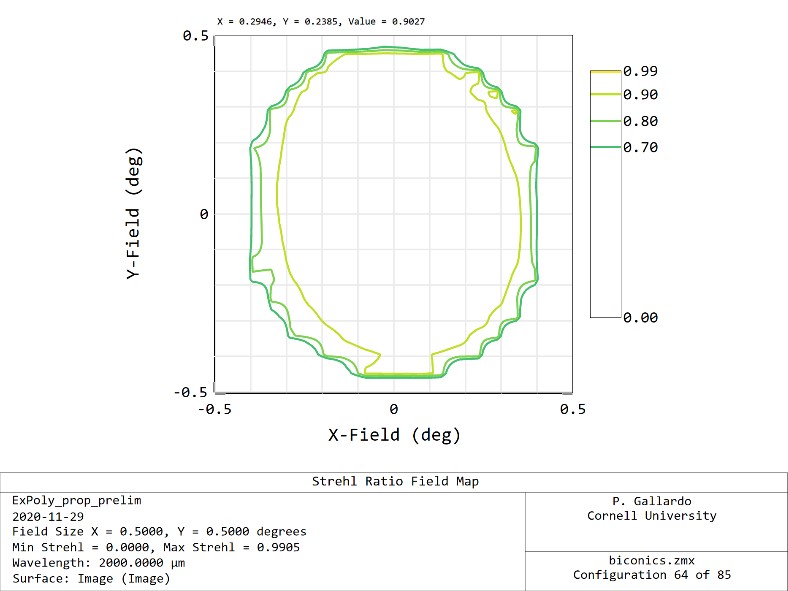 X = 0.2946, Y = 0.2385, Value = 0.9027
0.5
0
-0.5
Y-Field (deg)
-0.5
0
0.5
X-Field (deg)
0.99
0.90
0.80
0.70
0.00
Strehl Ratio Field Map
ExPoly_prop_prelim
2020-11-29
Field Size X = 0.5000, Y = 0.5000 degrees
Min Strehl = 0.0000, Max Strehl = 0.9905
Wavelength: 2000.0000 µm
Surface: Image (Image)
P. Gallardo
Cornell University
biconics.zmx
Configuration 64 of 85